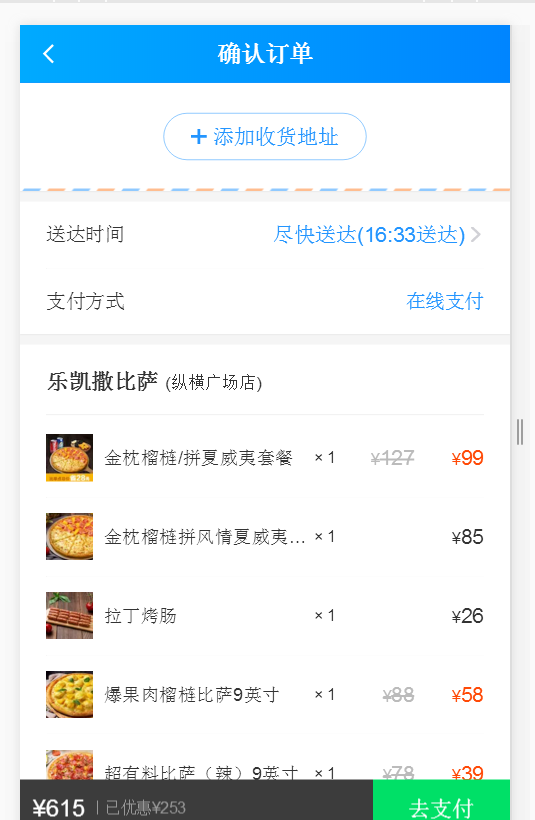 确认订单
+ 添加收货地址
送达时间 尽快送达(16:33送达)
支付方式 在线支付
乐凯撒比萨 (纵横广场店)
金枕榴梿/拼夏威夷套餐 ×1 ¥127 ¥99
金枕榴梿拼风情夏威夷... ×1 ¥85
拉丁烤肠 ×1 ¥26
爆果肉榴梿比萨9英寸 ×1 ¥88 ¥58
超有料比萨（辣）9英寸 ×1 ¥78 ¥39
¥615 | 已优惠¥253 去支付